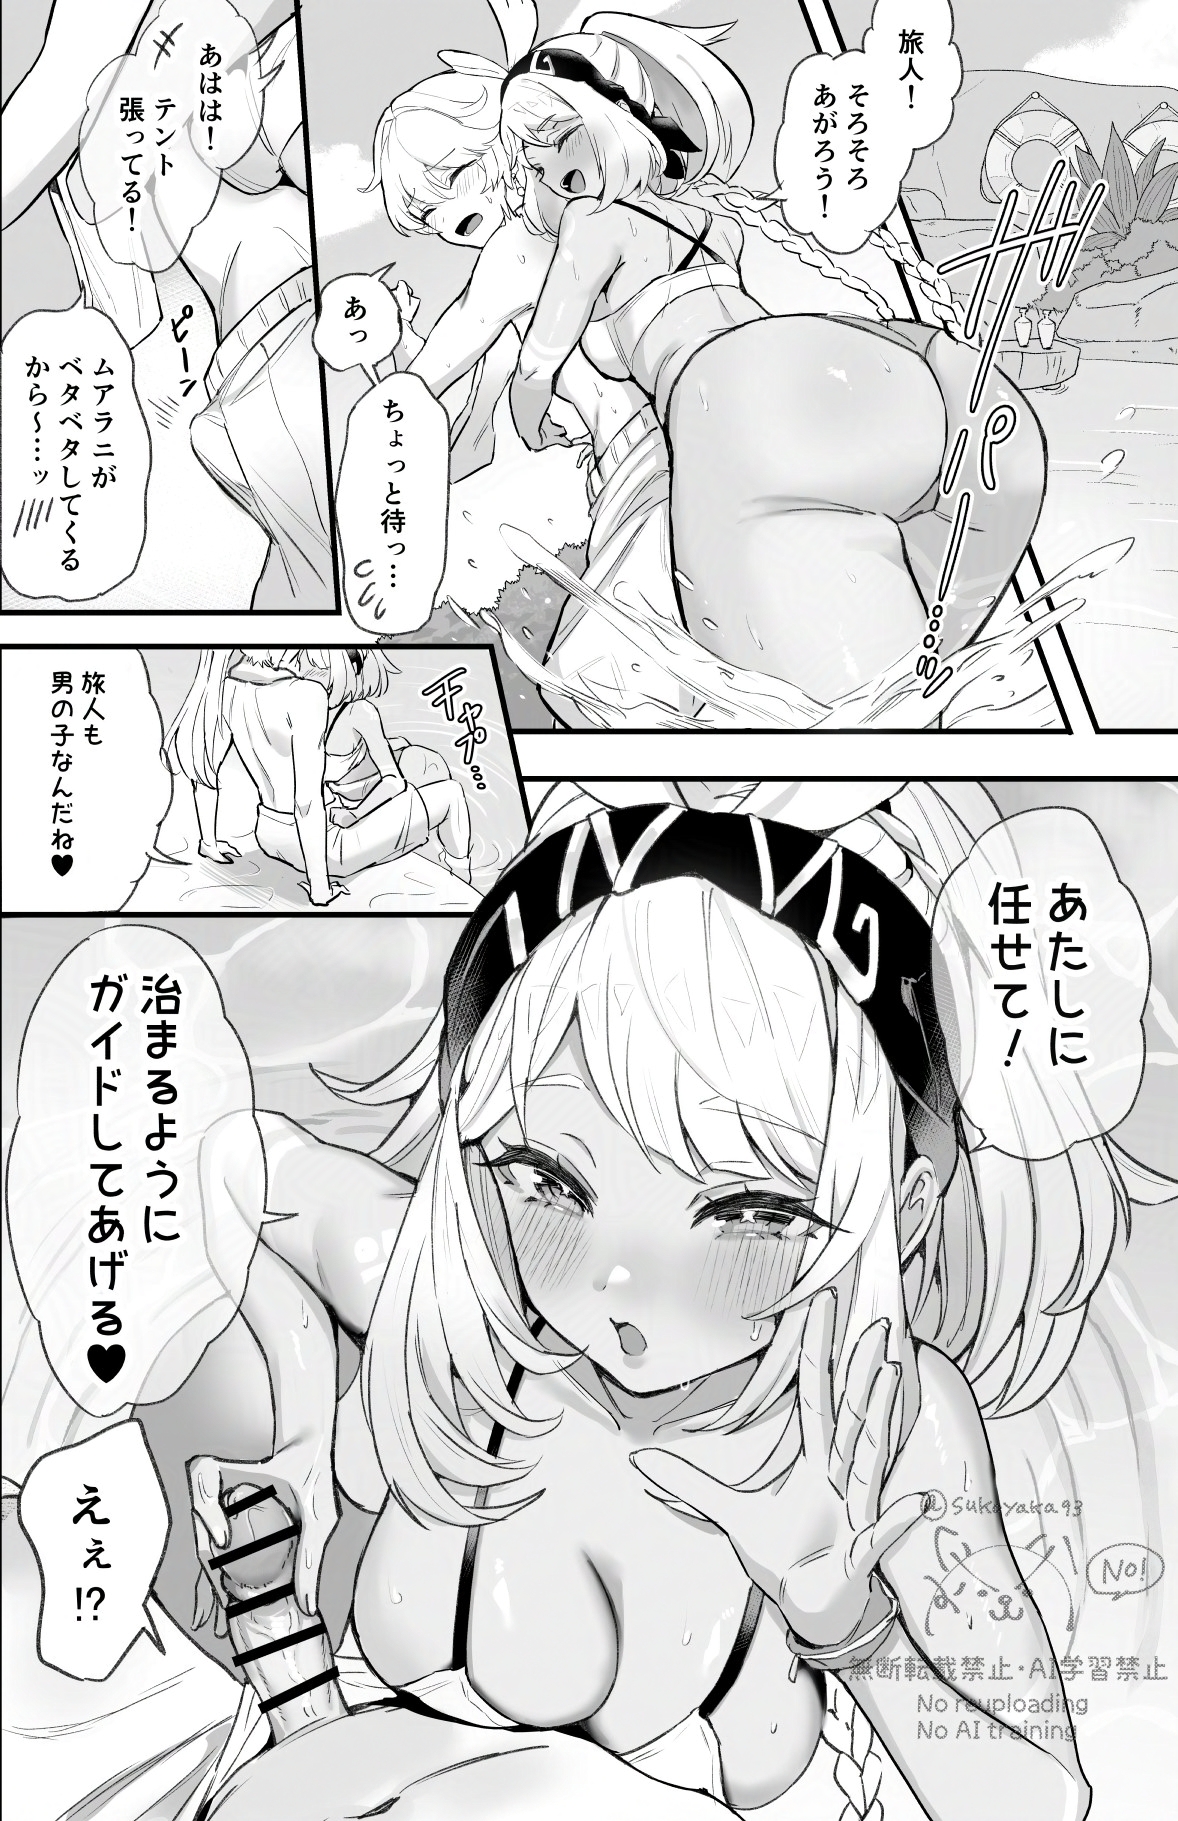 旅人！
そろそろ
あがろう！
ザバ
パー
あっ
ちょっと待っ…
あはは！
テント
張ってる！
ピーン
ムアラニが
ベタベタしてくる
から〜…ッ
チャプ…
旅人も
男の子なんだね♥
あたしに
任せて！
治まるように
ガイドしてあげる♥
えぇ!?
@sukeyaka93
No!
無断転載禁止・AI学習禁止
No reuploading
No AI training